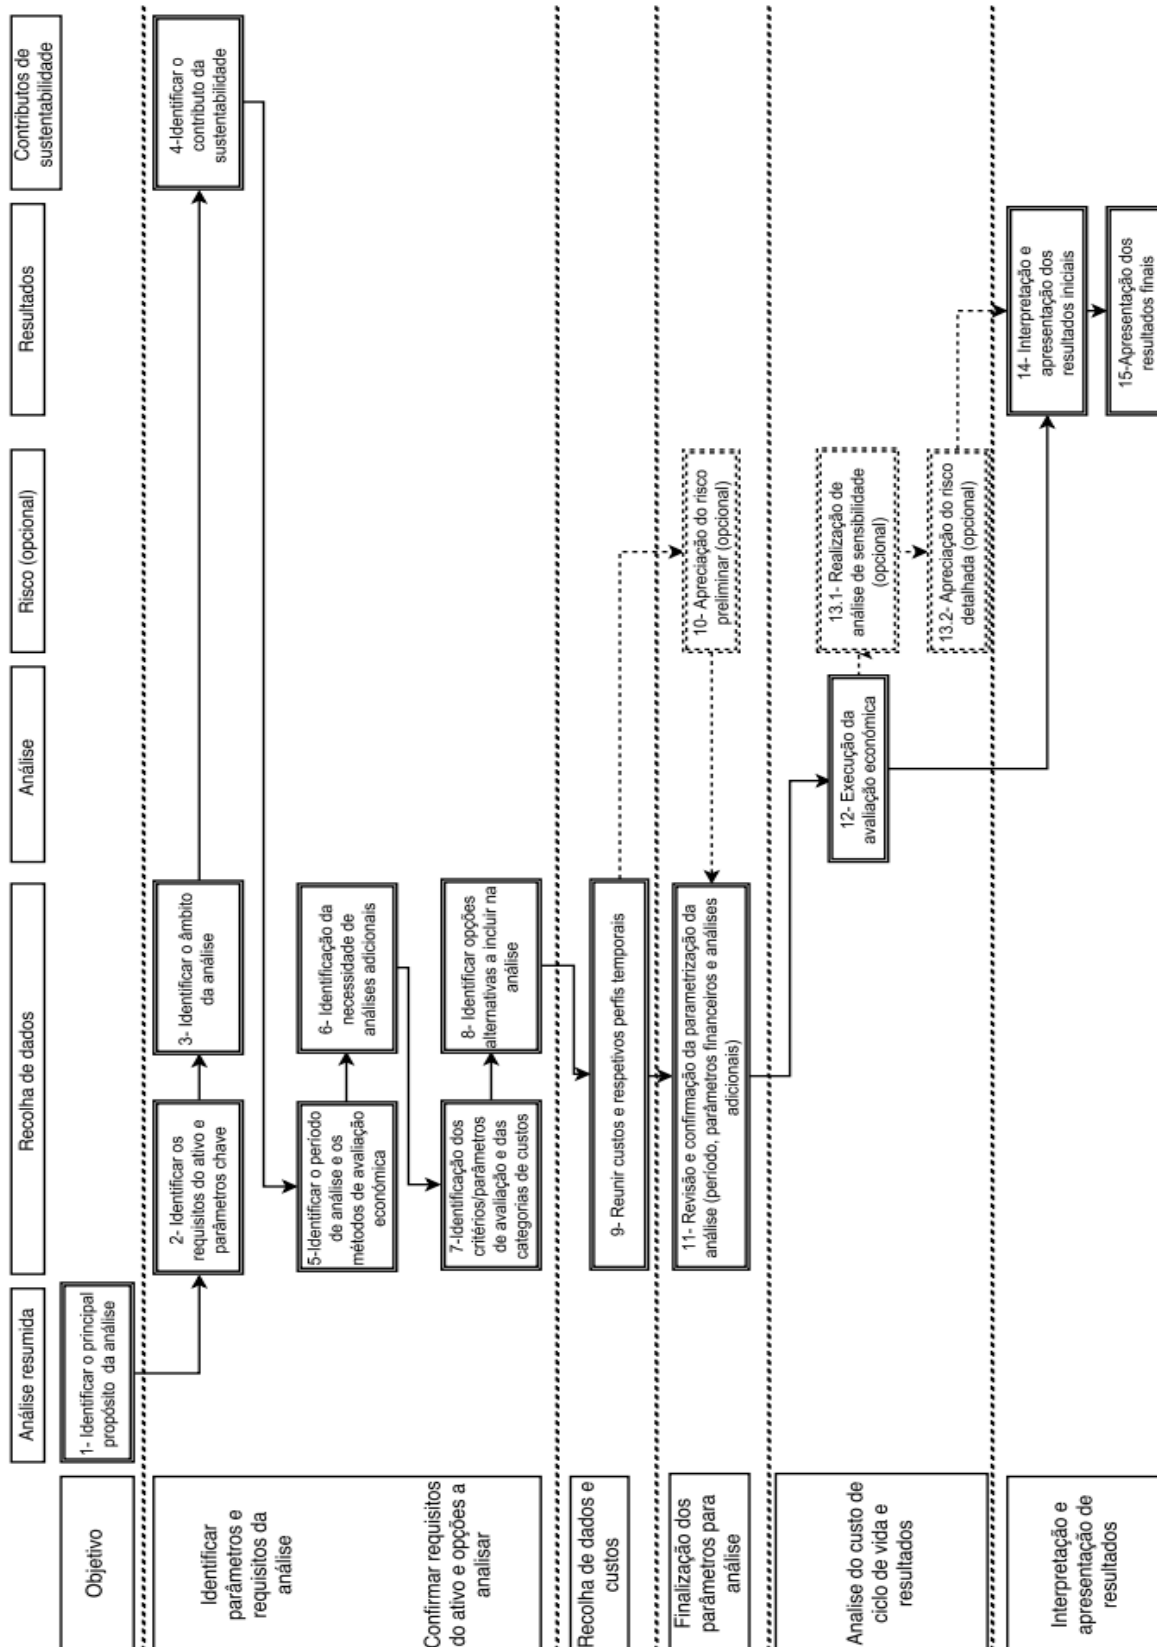 Análise resumida
Recolha de dados
Análise
Risco (opcional)
Resultados
Contributos de
sustentabilidade
Objetivo
1- Identificar o principal
propósito da análise
Identificar
parâmetros e
requisitos da
análise
2- Identificar os
requisitos do ativo e
parâmetros chave
3- Identificar o âmbito
da análise
4-Identificar o
contributo da
sustentabilidade
5-Identificar o período
de análise e os
métodos de avaliação
económica
6- Identificação da
necessidade de
análises adicionais
Confirmar requisitos
do ativo e opções a
analisar
7-Identificação dos
critérios/parâmetros
de avaliação e das
categorias de custos
8- Identificar opções
alternativas a incluir na
análise
Recolha de dados e
custos
9- Reunir custos e respetivos perfis temporais
Finalização dos
parâmetros para
análise
10- Apreciação do risco
preliminar (opcional)
11- Revisão e confirmação da parametrização da
análise (período, parâmetros financeiros e análises
adicionais)
Analise do custo de
ciclo de vida e
resultados
12- Execução da
avaliação económica
13.1- Realização de
análise de sensibilidade
(opcional)
13.2- Apreciação do risco
detalhada (opcional)
Interpretação e
apresentação de
resultados
14- Interpretação e
apresentação dos
resultados iniciais
15-Apresentação dos
resultados finais